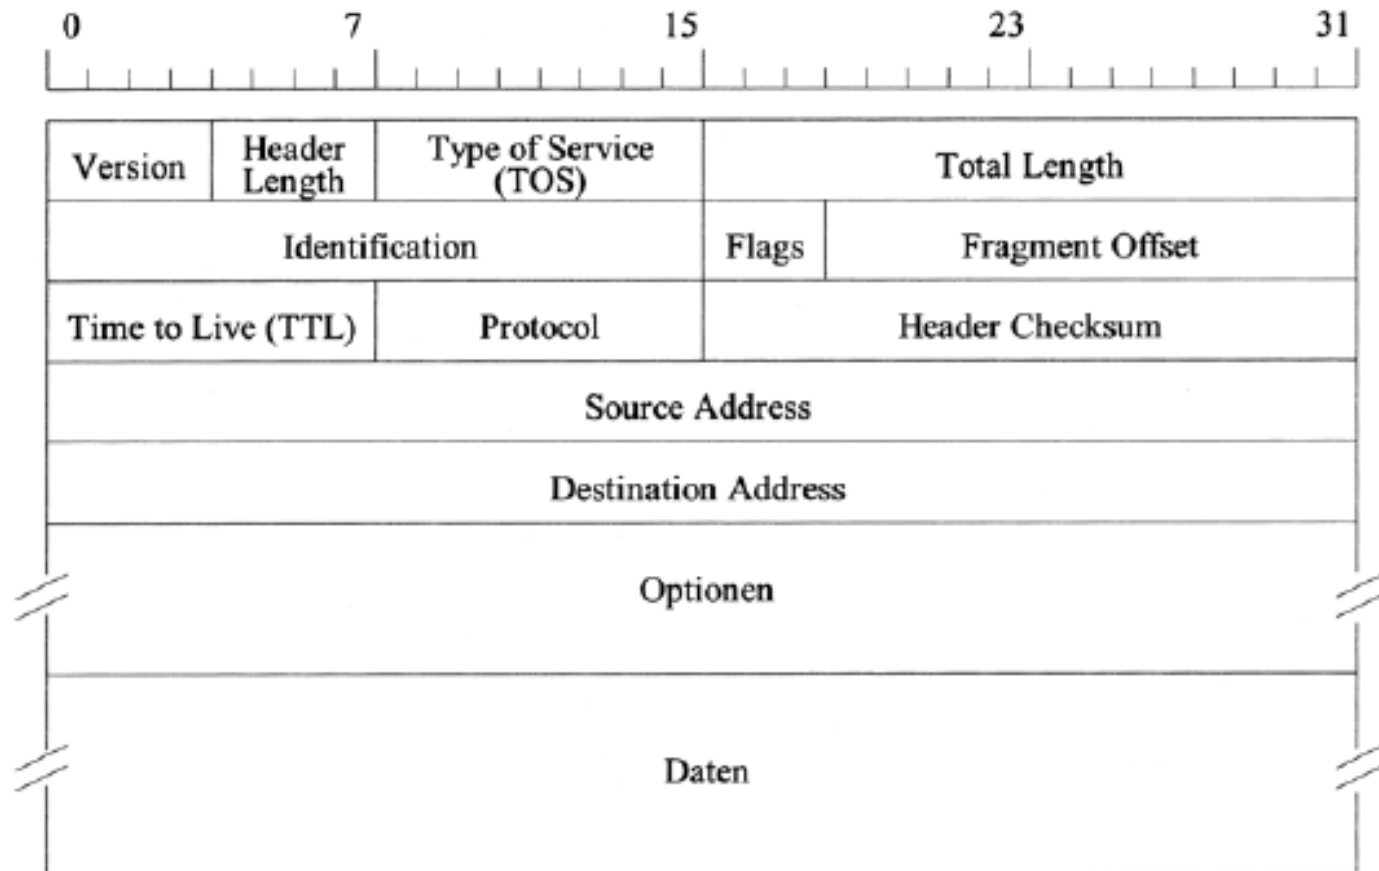 0 7 15 23 31
Version Header Length Type of Service (TOS) Total Length
Identification Flags Fragment Offset
Time to Live (TTL) Protocol Header Checksum
Source Address
Destination Address
Optionen
Daten